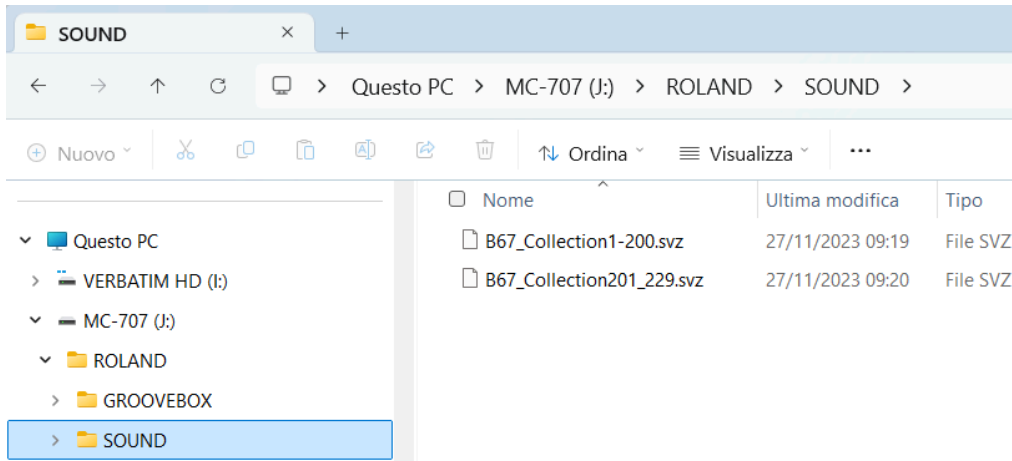 SOUND
Questo PC > MC-707 (J:) > ROLAND > SOUND >
Nuovo Ordina Visualizza ...
Nome Ultima modifica Tipo
B67_Collection1-200.svz 27/11/2023 09:19 File SVZ
B67_Collection201_229.svz 27/11/2023 09:20 File SVZ
Questo PC
VERBATIM HD (I:)
MC-707 (J:)
ROLAND
GROOVEBOX
SOUND